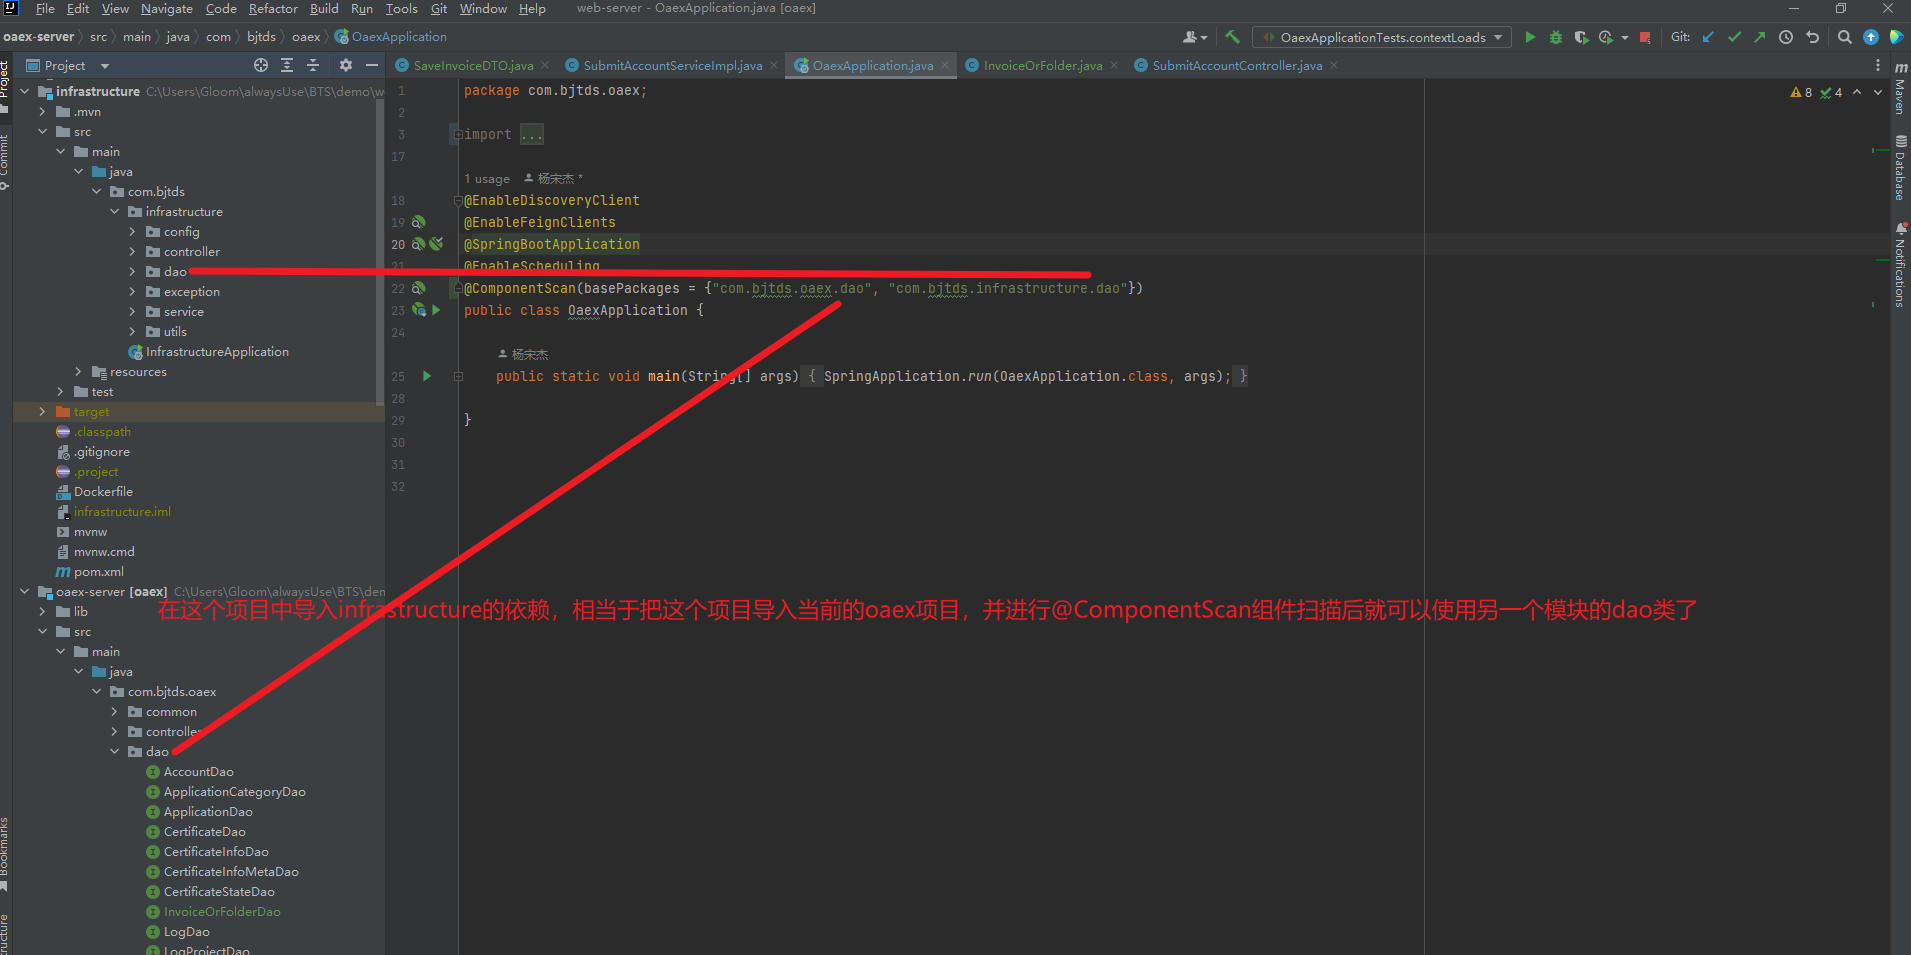 File Edit View Navigate Code Refactor Build Run Tools Git Window Help web-server - OaexApplication.java [oaex]
oaex-server src main java com bjtds oaex OaexApplication OaexApplicationTests.contextLoads Git:
Project SaveInvoiceDTO.java SubmitAccountServiceImpl.java OaexApplication.java InvoiceOrFolder.java SubmitAccountController.java
Project
Commit
Bookmarks
Maven
Database
Notifications
8 4
infrastructure C:\Users\Gloom\alwaysUse\BTS\demo\w
.mvn
src
main
java
com.bjtds
infrastructure
config
controller
dao
exception
service
utils
InfrastructureApplication
resources
test
target
.classpath
.gitignore
.project
Dockerfile
infrastructure.iml
mvnw
mvnw.cmd
pom.xml
oaex-server [oaex] C:\Users\Gloom\alwaysUse\BTS\den
lib
src
main
java
com.bjtds.oaex
common
controller
dao
AccountDao
ApplicationCategoryDao
ApplicationDao
CertificateDao
CertificateInfoDao
CertificateInfoMetaDao
CertificateStateDao
InvoiceOrFolderDao
LogDao
LogProjectDao
1 package com.bjtds.oaex;
2
3 import ...
17
1 usage 杨宋杰 *
18 @EnableDiscoveryClient
19 @EnableFeignClients
20 @SpringBootApplication
21 @EnableScheduling
22 @ComponentScan(basePackages = {"com.bjtds.oaex.dao", "com.bjtds.infrastructure.dao"})
23 public class OaexApplication {
24
杨宋杰
25 public static void main(String[] args) { SpringApplication.run(OaexApplication.class, args); }
28
29 }
30
31
32
在这个项目中导入infrastructure的依赖，相当于把这个项目导入当前的oaex项目，并进行@ComponentScan组件扫描后就可以使用另一个模块的dao类了